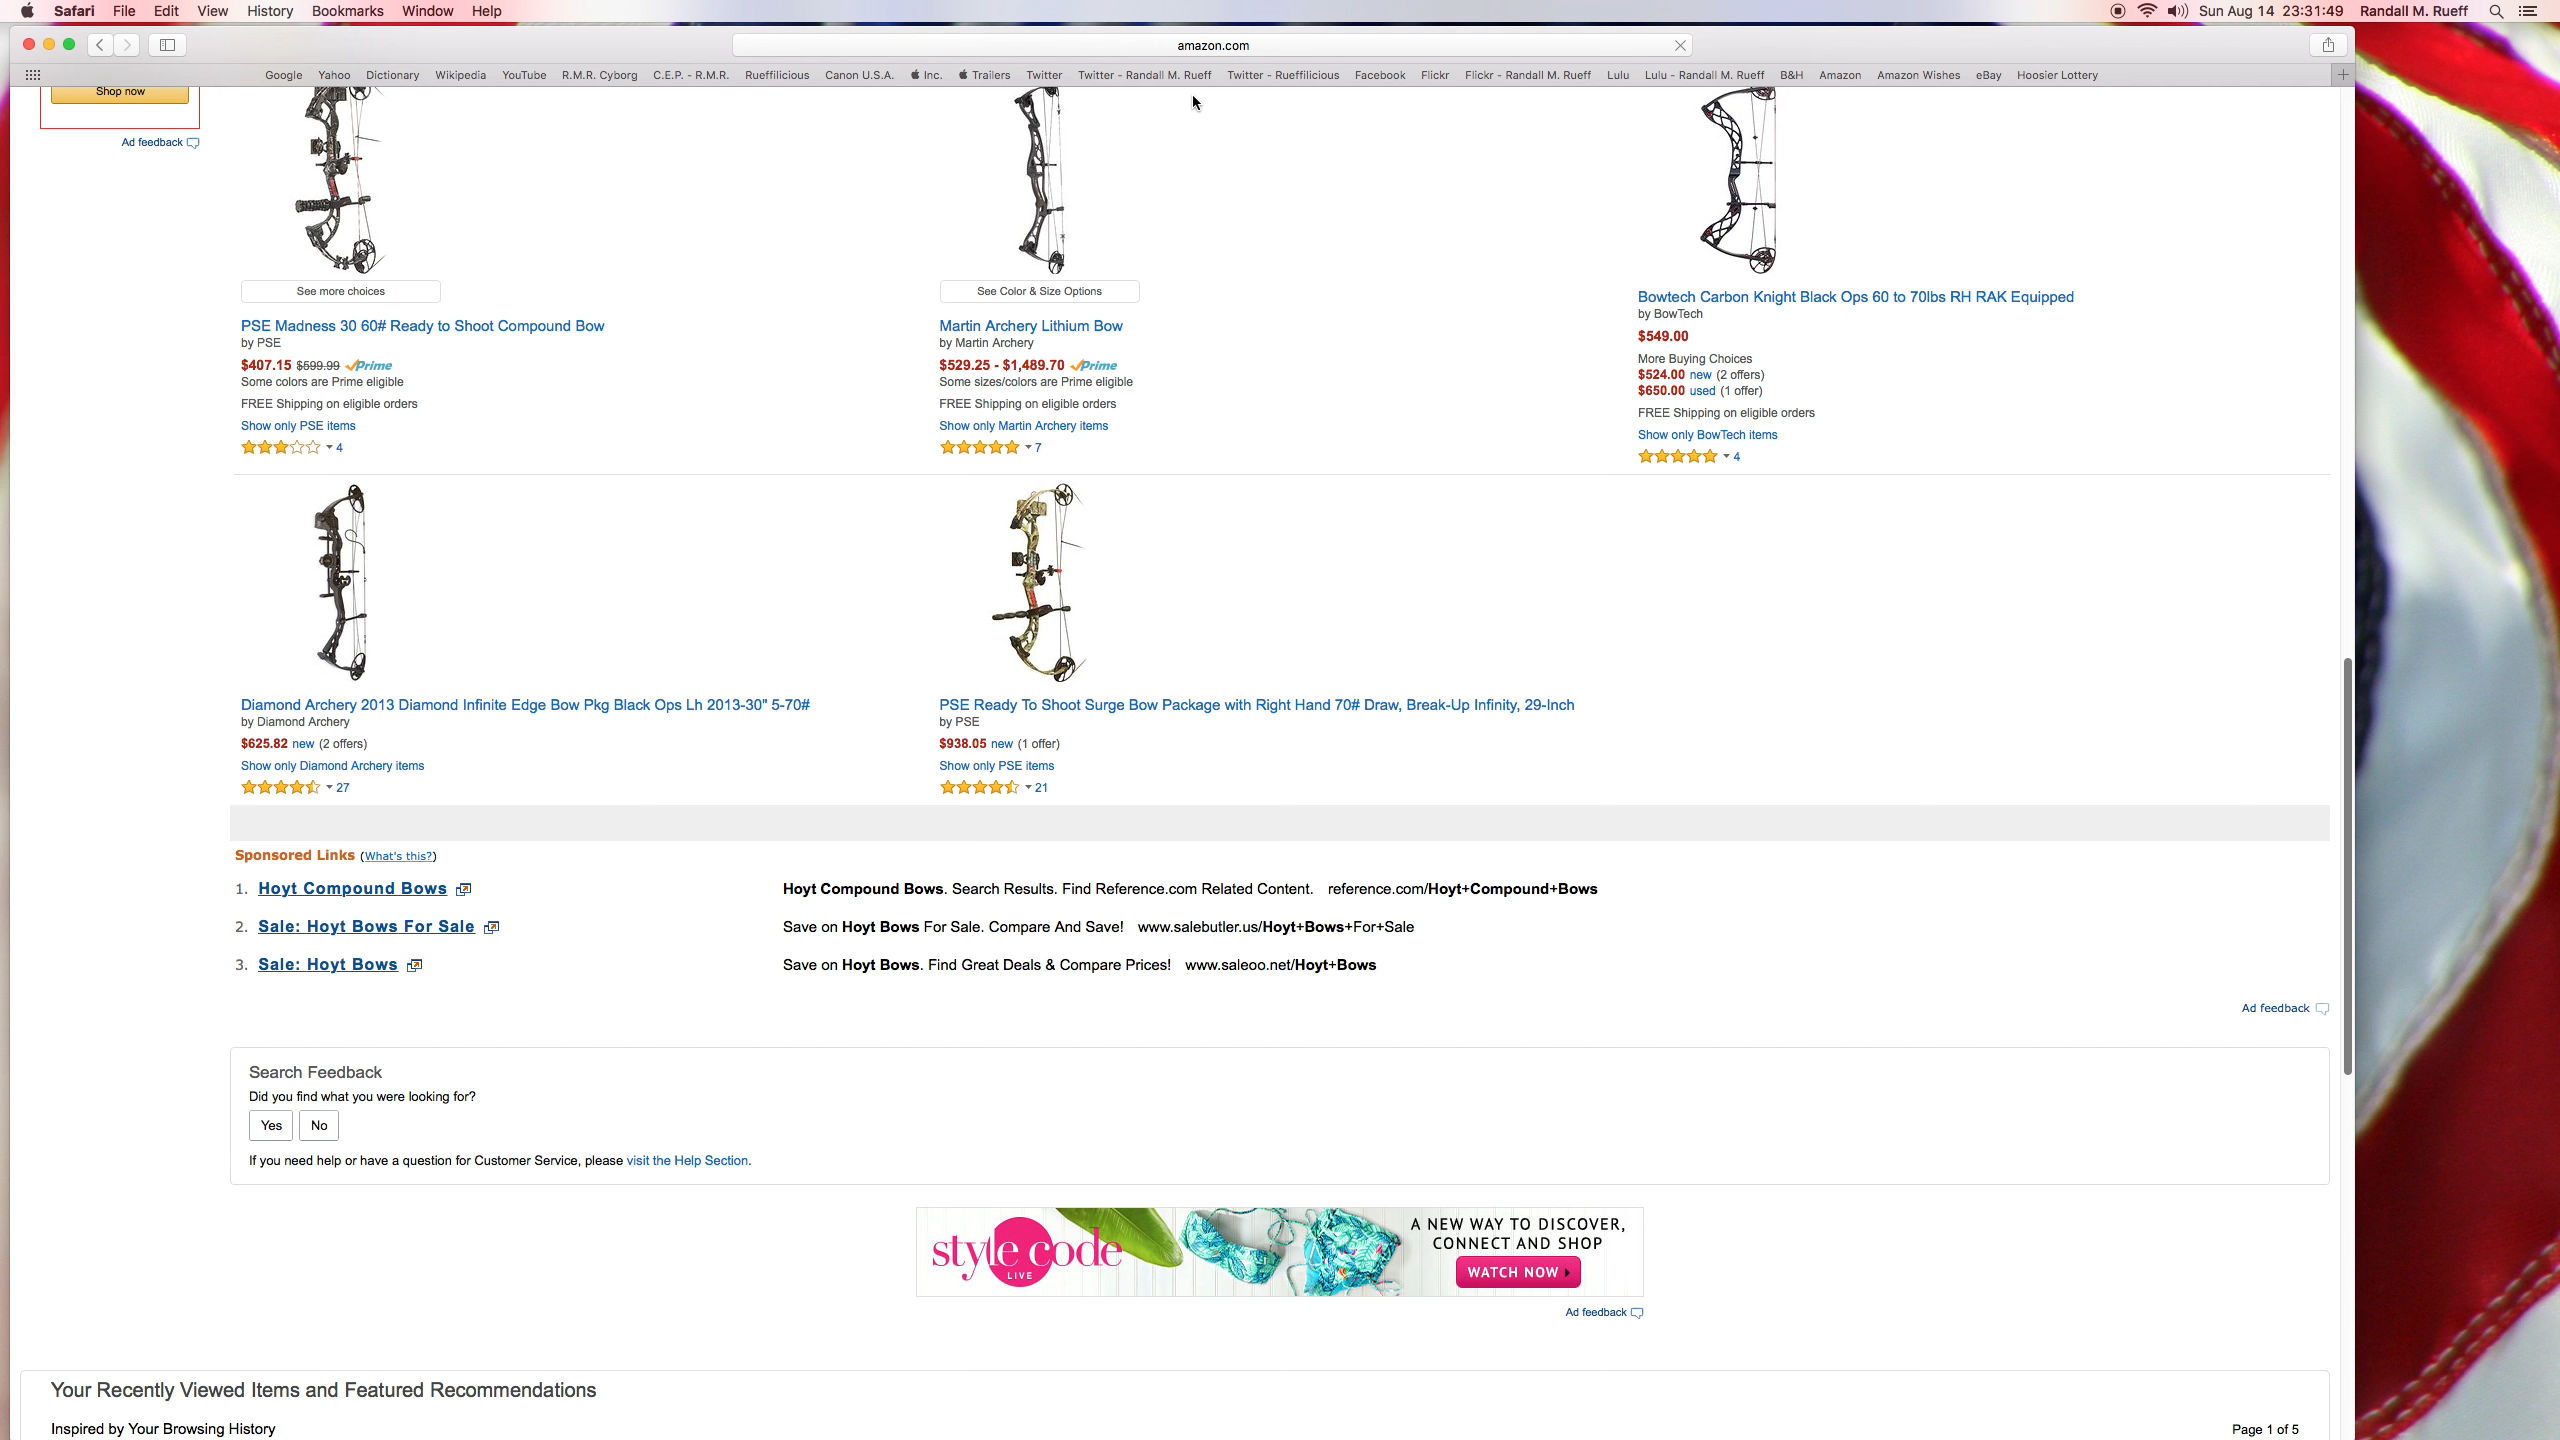 Safari File Edit View History Bookmarks Window Help
Sun Aug 14 23:31:49 Randall M. Rueff
amazon.com
Google Yahoo Dictionary Wikipedia YouTube R.M.R. Cyborg C.E.P. - R.M.R. Rueffilicious Canon U.S.A. Inc. Trailers Twitter Twitter - Randall M. Rueff Twitter - Rueffilicious Facebook Flickr Flickr - Randall M. Rueff Lulu Lulu - Randall M. Rueff B&H Amazon Amazon Wishes eBay Hoosier Lottery
Shop now
Ad feedback
See more choices
PSE Madness 30 60# Ready to Shoot Compound Bow
by PSE
$407.15 $599.99 Prime
Some colors are Prime eligible
FREE Shipping on eligible orders
Show only PSE items
4
See Color & Size Options
Martin Archery Lithium Bow
by Martin Archery
$529.25 - $1,489.70 Prime
Some sizes/colors are Prime eligible
FREE Shipping on eligible orders
Show only Martin Archery items
7
Bowtech Carbon Knight Black Ops 60 to 70lbs RH RAK Equipped
by BowTech
$549.00
More Buying Choices
$524.00 new (2 offers)
$650.00 used (1 offer)
FREE Shipping on eligible orders
Show only BowTech items
4
Diamond Archery 2013 Diamond Infinite Edge Bow Pkg Black Ops Lh 2013-30" 5-70#
by Diamond Archery
$625.82 new (2 offers)
Show only Diamond Archery items
27
PSE Ready To Shoot Surge Bow Package with Right Hand 70# Draw, Break-Up Infinity, 29-Inch
by PSE
$938.05 new (1 offer)
Show only PSE items
21
Sponsored Links (What's this?)
1. Hoyt Compound Bows Hoyt Compound Bows. Search Results. Find Reference.com Related Content. reference.com/Hoyt+Compound+Bows
2. Sale: Hoyt Bows For Sale Save on Hoyt Bows For Sale. Compare And Save! www.salebutler.us/Hoyt+Bows+For+Sale
3. Sale: Hoyt Bows Save on Hoyt Bows. Find Great Deals & Compare Prices! www.saleoo.net/Hoyt+Bows
Ad feedback
Search Feedback
Did you find what you were looking for?
Yes No
If you need help or have a question for Customer Service, please visit the Help Section.
style code
LIVE
A NEW WAY TO DISCOVER,
CONNECT AND SHOP
WATCH NOW
Ad feedback
Your Recently Viewed Items and Featured Recommendations
Inspired by Your Browsing History Page 1 of 5